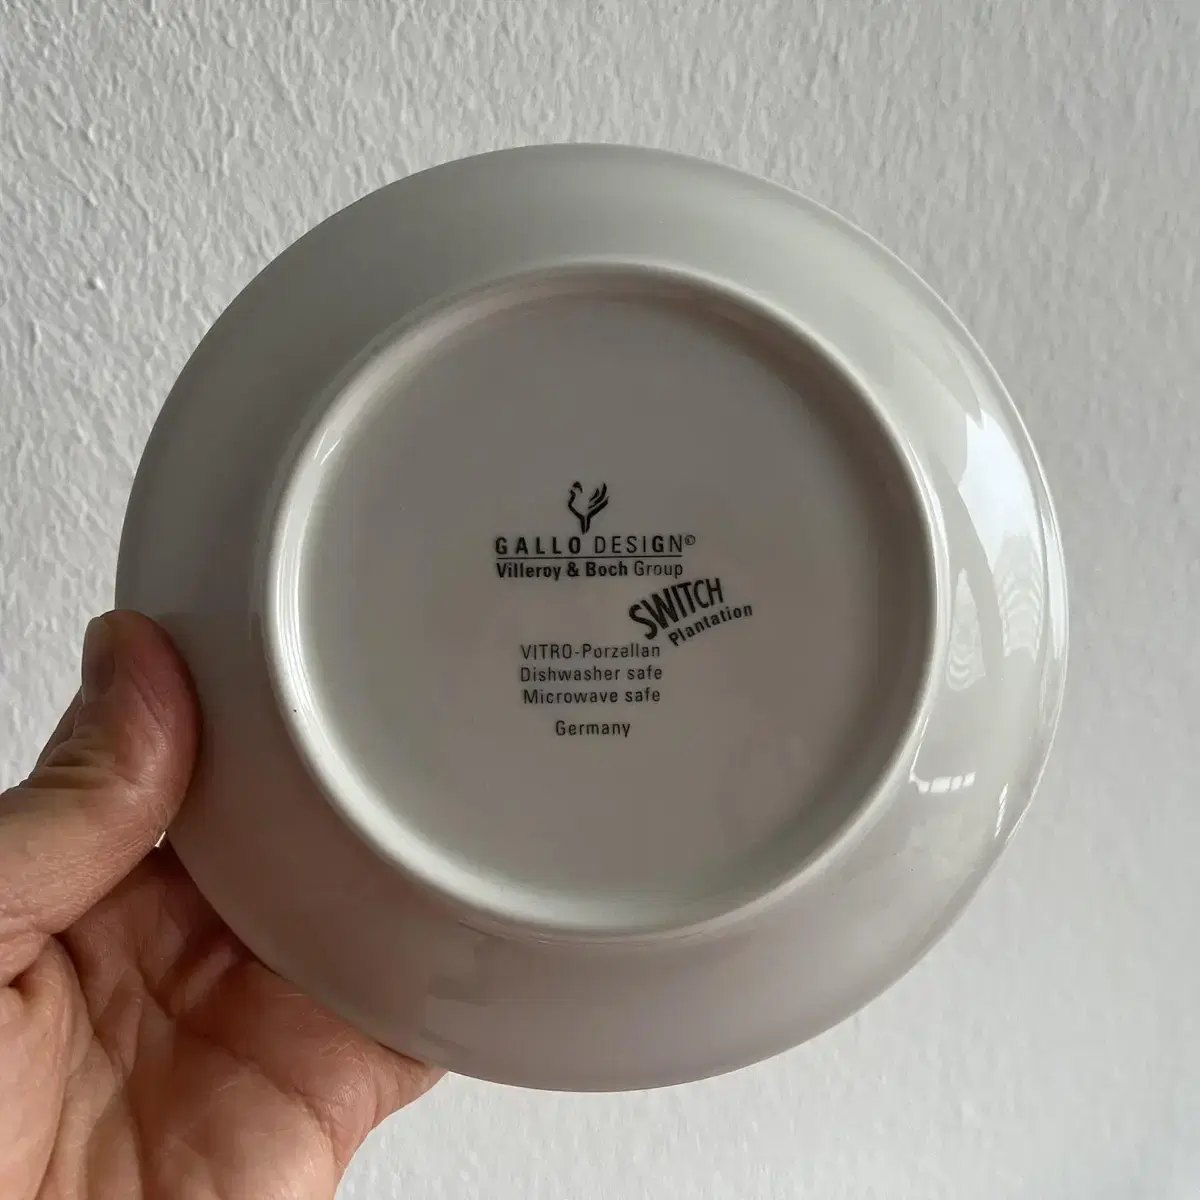 GALLO DESIGN©
Villeroy & Boch Group
SWITCH
Plantation
VITRO-Porzellan
Dishwasher safe
Microwave safe
Germany